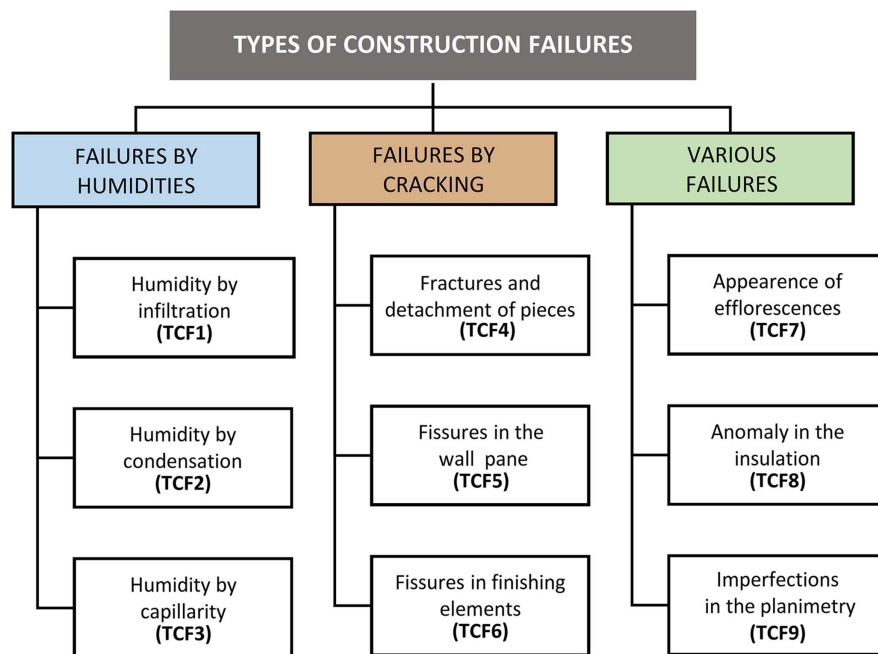 TYPES OF CONSTRUCTION FAILURES
FAILURES BY
HUMIDITIES
Humidity by
infiltration
(TCF1)
Humidity by
condensation
(TCF2)
Humidity by
capillarity
(TCF3)
FAILURES BY
CRACKING
Fractures and
detachment of pieces
(TCF4)
Fissures in the
wall pane
(TCF5)
Fissures in finishing
elements
(TCF6)
VARIOUS
FAILURES
Appearence of
efflorescences
(TCF7)
Anomaly in the
insulation
(TCF8)
Imperfections
in the planimetry
(TCF9)